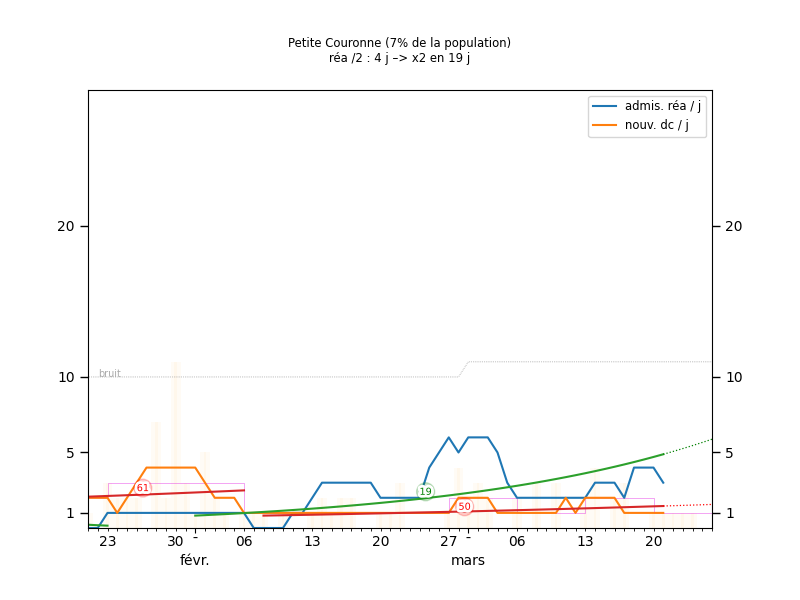 Petite Couronne (7% de la population)
réa /2 : 4 j –> x2 en 19 j
admis. réa / j
nouv. dc / j
20 20
bruit
10 10
5 5
61
19
50
1 1
23 30 06 13 20 27 06 13 20
févr. mars